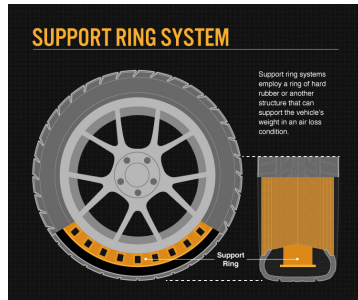 SUPPORT RING SYSTEM
Support ring systems
employ a ring of hard
rubber or another
structure that can
support the vehicle's
weight in an air loss
condition.
Support
Ring